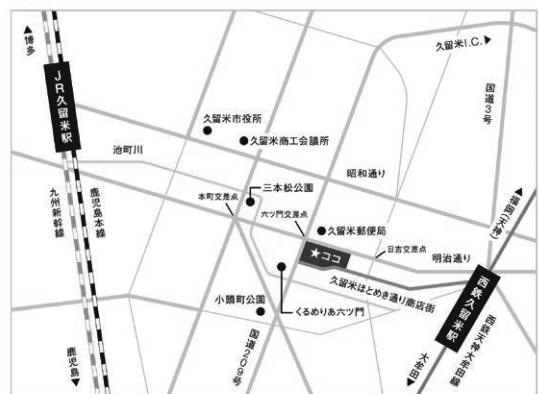 ▲博多
久留米I.C.▶
国道3号
JR久留米駅
久留米市役所
久留米商工会議所
池町川
昭和通り
三本松公園
本町交差点
六ツ門交差点
久留米郵便局
▲福岡(天神)
日吉交差点
明治通り
★ココ
九州新幹線
鹿児島本線
久留米ほとめき通り商店街
西鉄久留米駅
小頭町公園
くるめりあ六ツ門
国道209号
西鉄天神大牟田線
大牟田▼
鹿児島▼